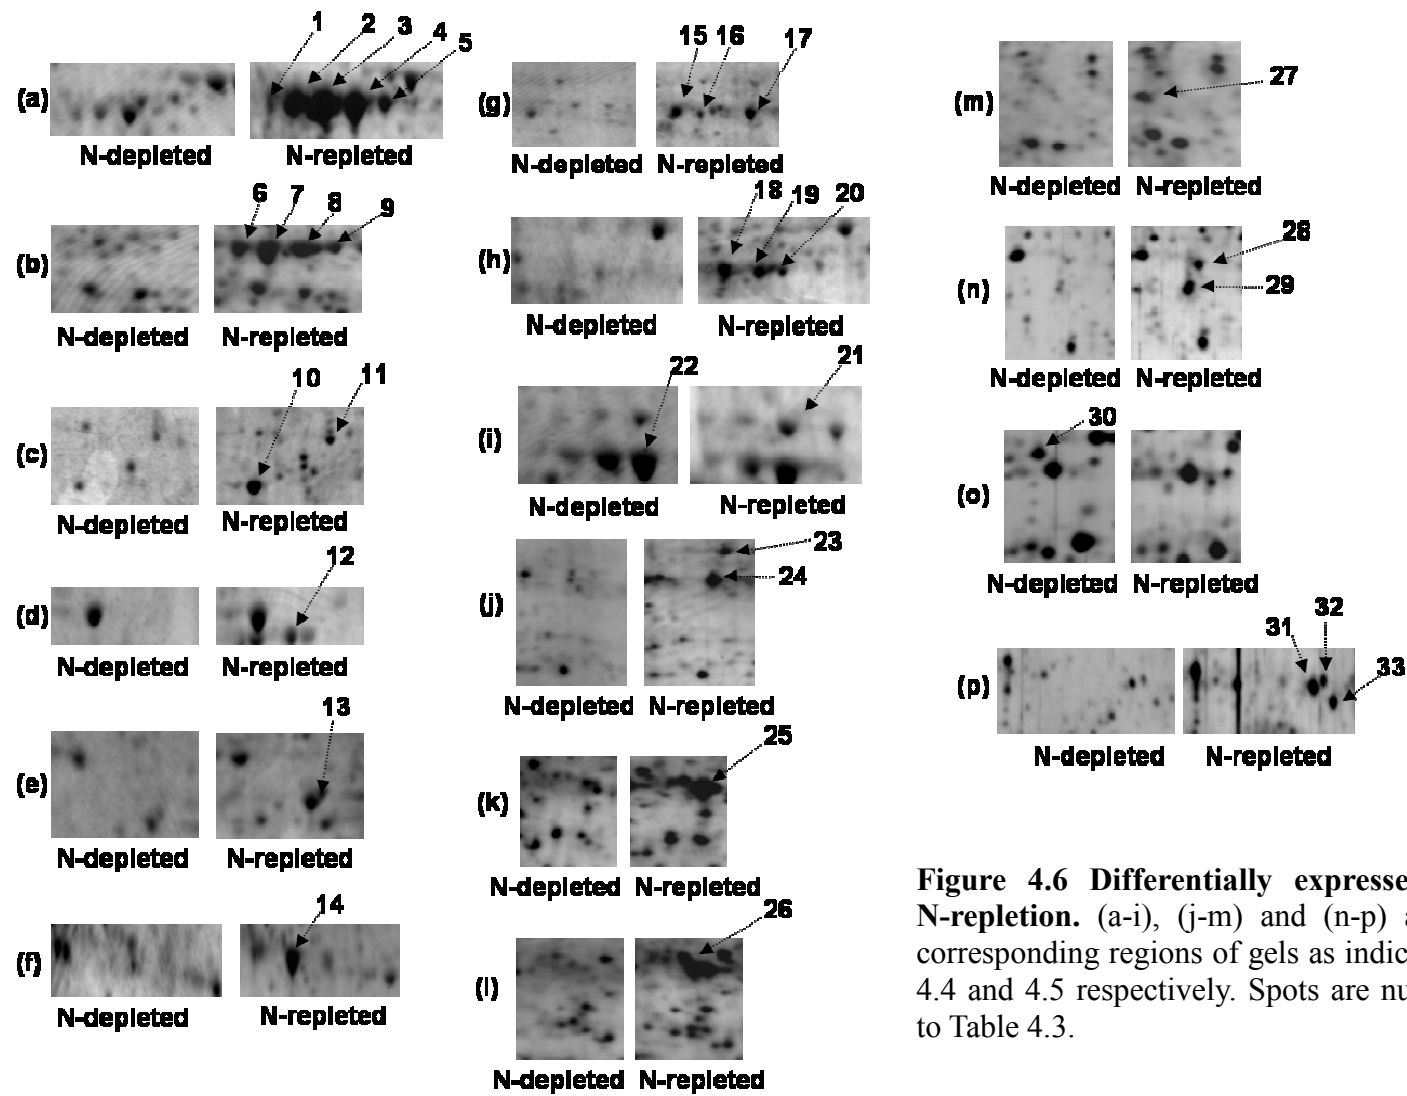 1 2 3 4 5
(a)
N-depleted N-repleted
6 7 8 9
(b)
N-depleted N-repleted
10 11
(c)
N-depleted N-repleted
12
(d)
N-depleted N-repleted
13
(e)
N-depleted N-repleted
14
(f)
N-depleted N-repleted
15 16 17
(g)
N-depleted N-repleted
18 19 20
(h)
N-depleted N-repleted
22 21
(i)
N-depleted N-repleted
23
24
(j)
N-depleted N-repleted
25
(k)
N-depleted N-repleted
26
(l)
N-depleted N-repleted
27
(m)
N-depleted N-repleted
28
29
(n)
N-depleted N-repleted
30
(o)
N-depleted N-repleted
31 32
33
(p)
N-depleted N-repleted
Figure 4.6 Differentially expresse
N-repletion. (a-i), (j-m) and (n-p) a
corresponding regions of gels as indic
4.4 and 4.5 respectively. Spots are nu
to Table 4.3.